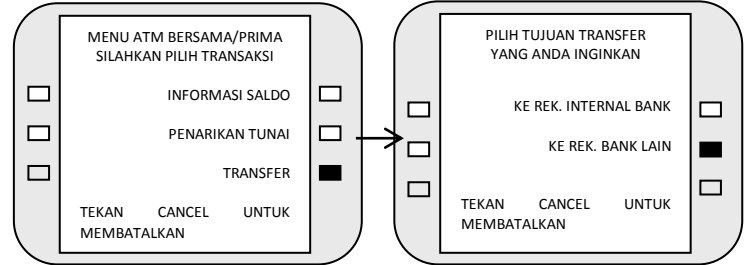 MENU ATM BERSAMA/PRIMA
SILAHKAN PILIH TRANSAKSI
INFORMASI SALDO
PENARIKAN TUNAI
TRANSFER
TEKAN CANCEL UNTUK
MEMBATALKAN
PILIH TUJUAN TRANSFER
YANG ANDA INGINKAN
KE REK. INTERNAL BANK
KE REK. BANK LAIN
TEKAN CANCEL UNTUK
MEMBATALKAN